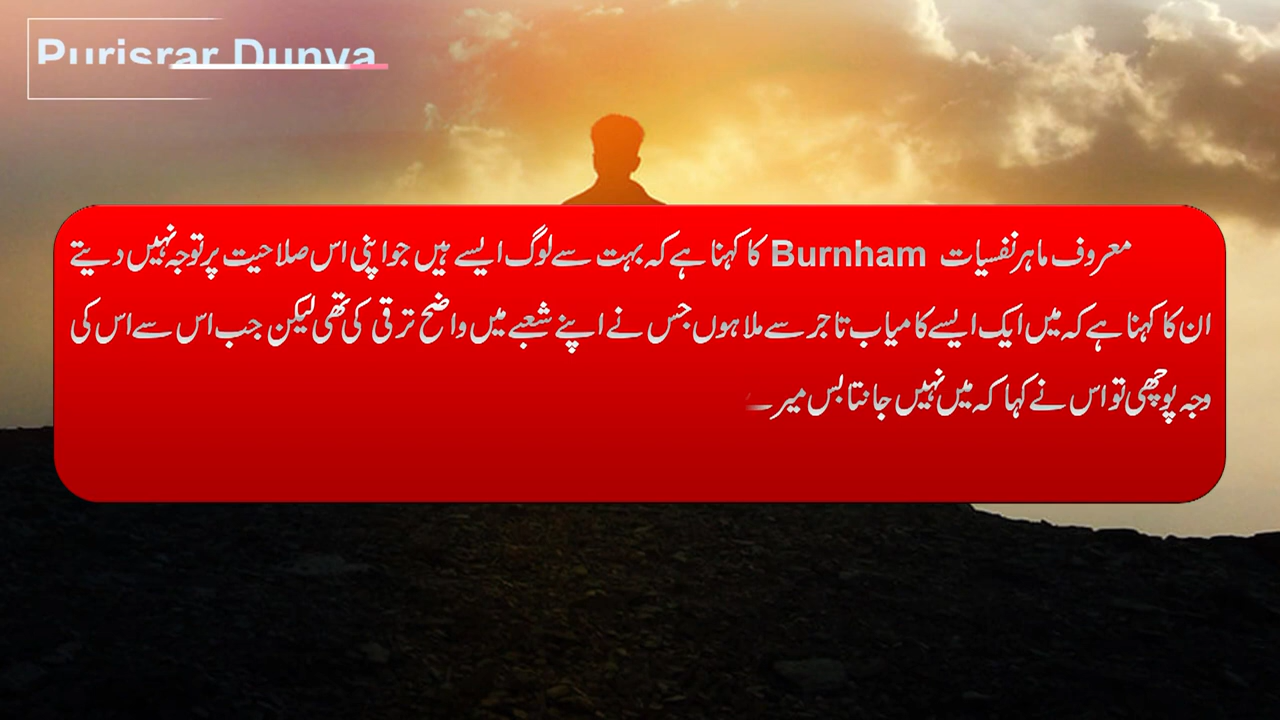 Purisrar Dunya
معروف ماہر نفسیات Burnham کا کہنا ہے کہ بہت سے لوگ ایسے ہیں جو اپنی اس صلاحیت پر توجہ نہیں دیتے
ان کا کہنا ہے کہ میں ایک ایسے کامیاب تاجر سے ملا ہوں جس نے اپنے شعبے میں واضح ترقی کی تھی لیکن جب اس سے اس کی
وجہ پوچھی تو اس نے کہا کہ میں نہیں جانتا بس